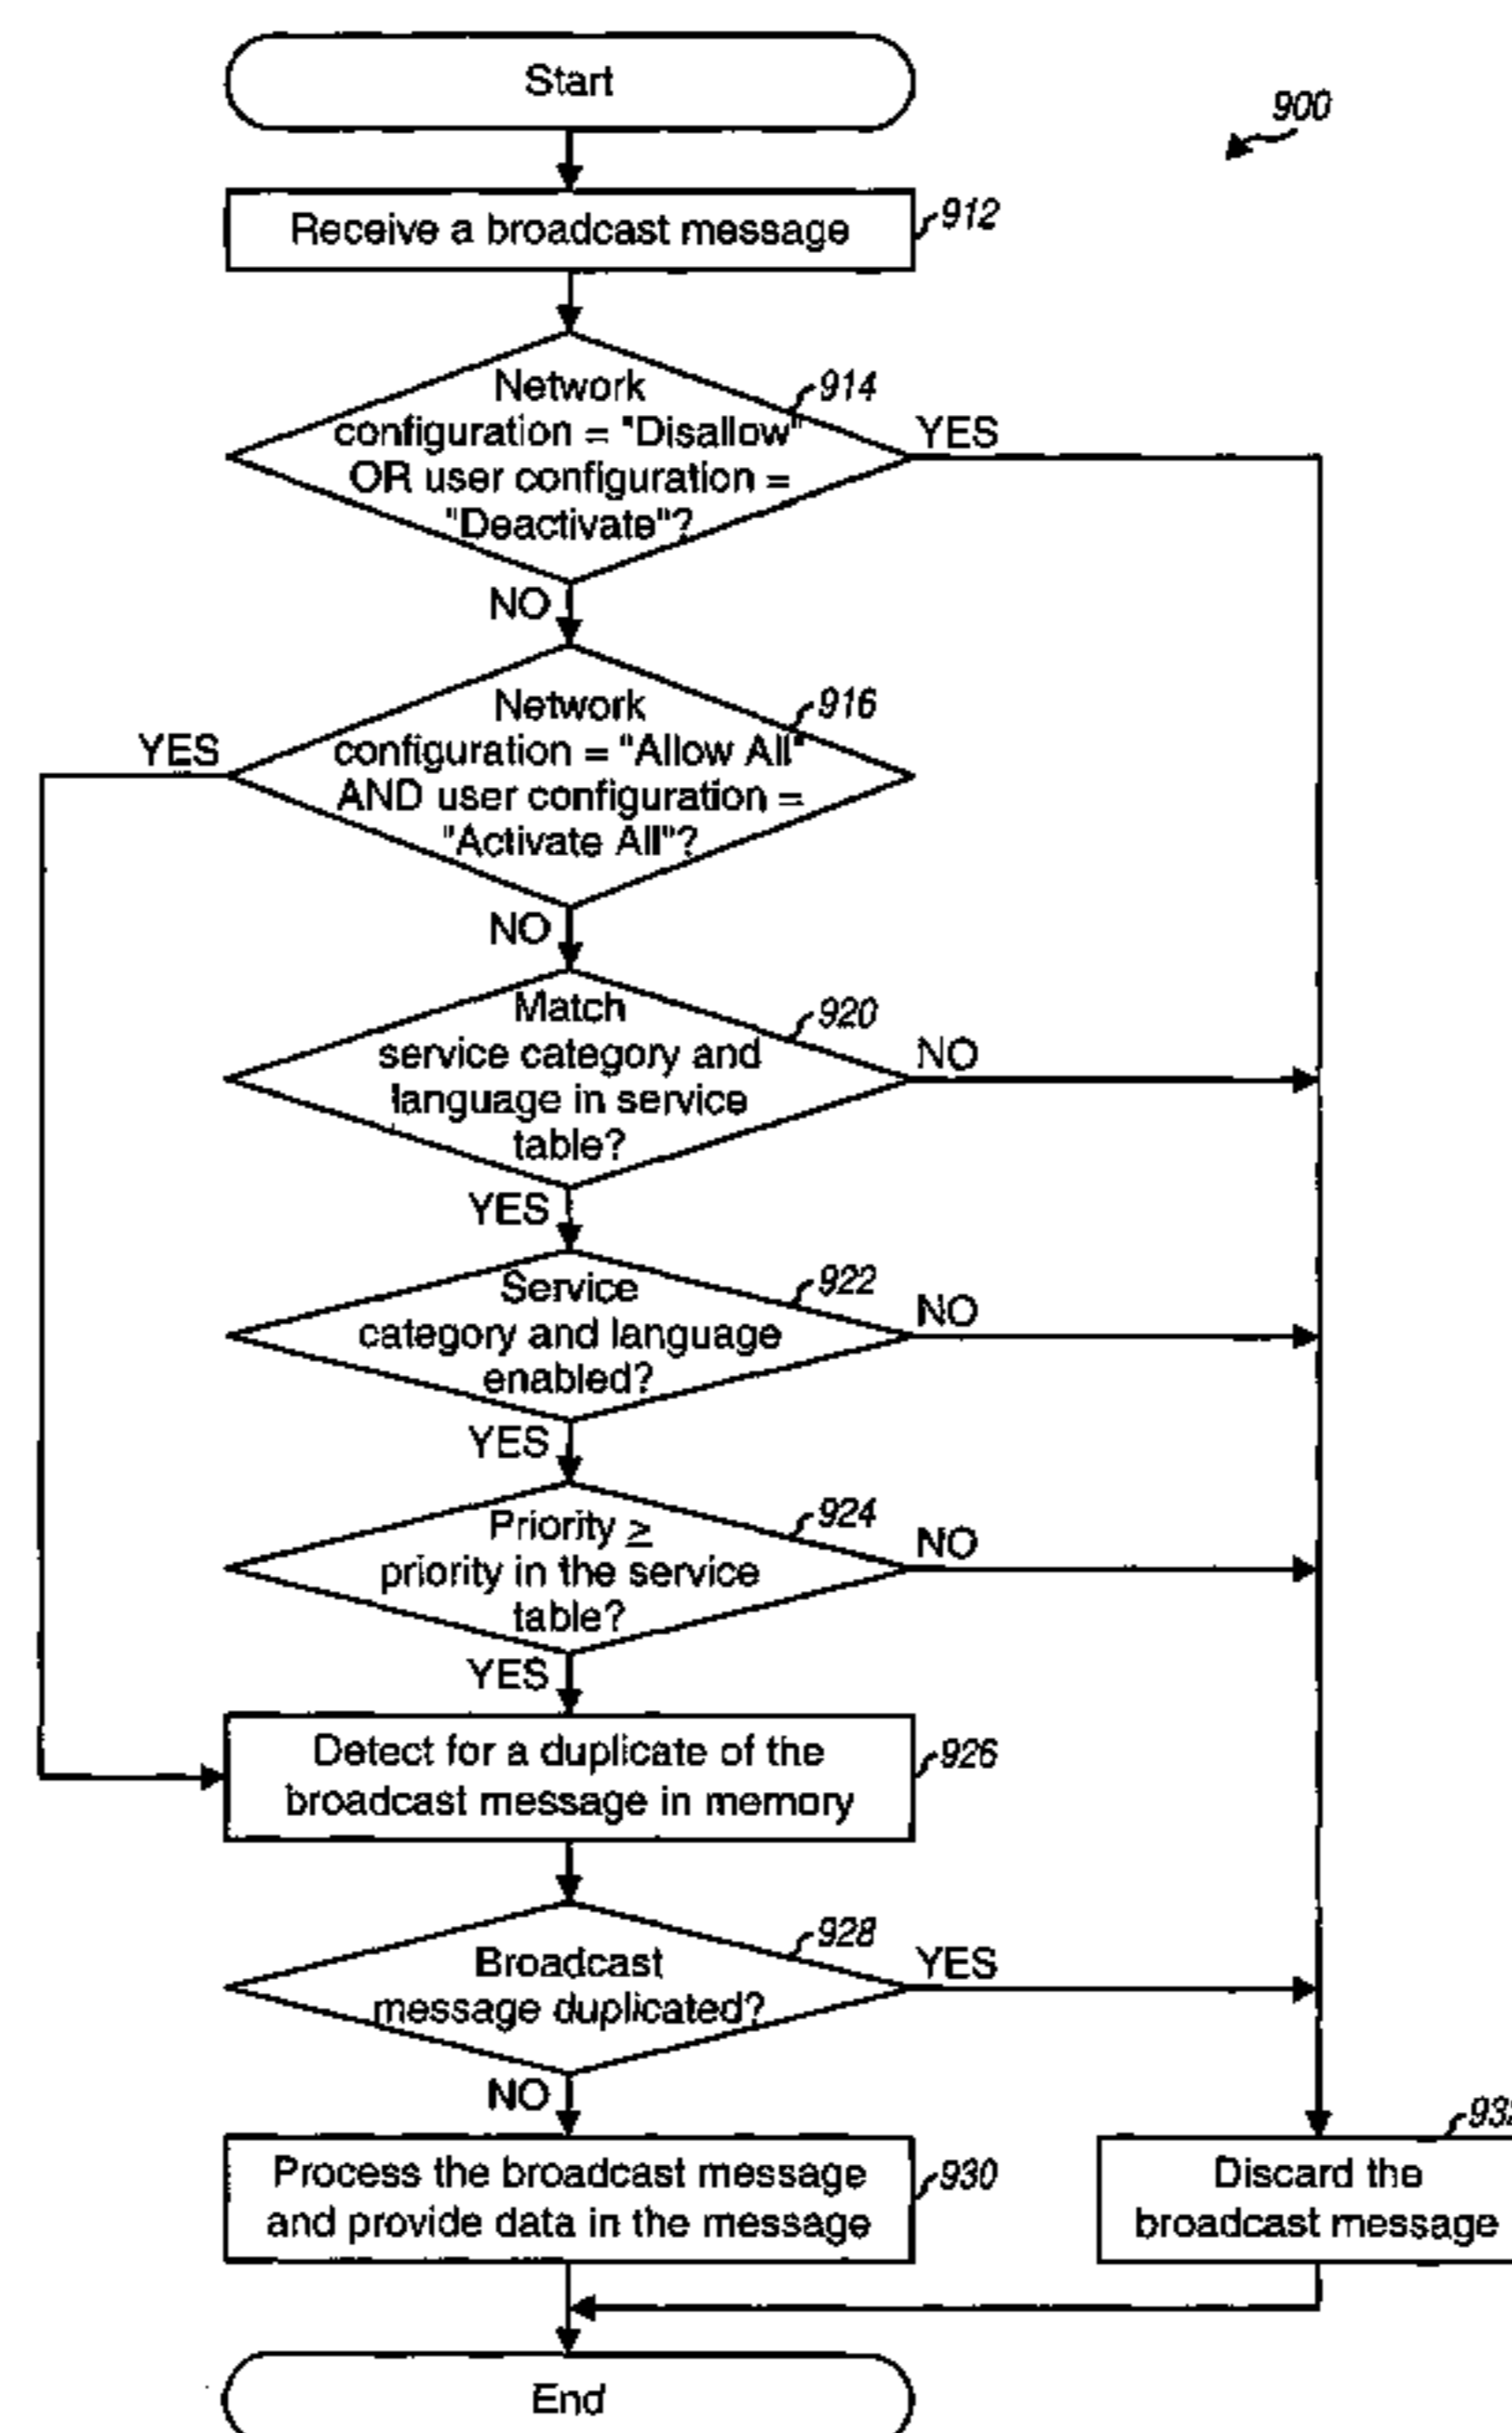 Start
900
Receive a broadcast message
912
Network
configuration = "Disallow"
OR user configuration =
"Deactivate"?
914
YES
NO
Network
configuration = "Allow All"
AND user configuration =
"Activate All"?
916
YES
NO
Match
service category and
language in service
table?
920
NO
YES
Service
category and language
enabled?
922
NO
YES
Priority ≥
priority in the service
table?
924
NO
YES
Detect for a duplicate of the
broadcast message in memory
926
Broadcast
message duplicated?
928
YES
NO
Process the broadcast message
and provide data in the message
930
Discard the
broadcast message
End